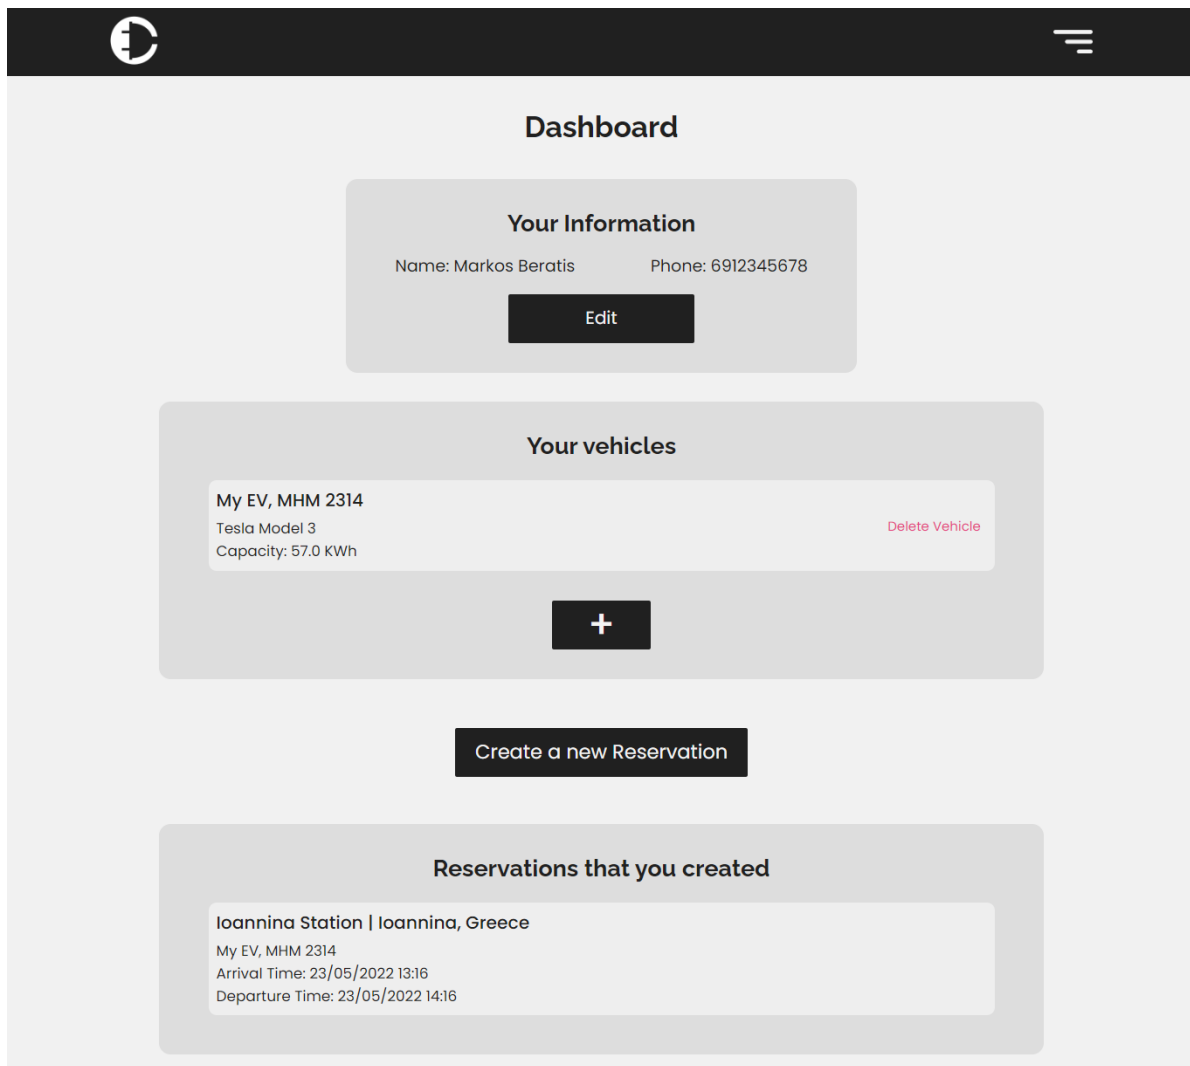 Dashboard
Your Information
Name: Markos Beratis Phone: 6912345678
Edit
Your vehicles
My EV, MHM 2314
Tesla Model 3
Delete Vehicle
Capacity: 57.0 KWh
+
Create a new Reservation
Reservations that you created
Ioannina Station | Ioannina, Greece
My EV, MHM 2314
Arrival Time: 23/05/2022 13:16
Departure Time: 23/05/2022 14:16